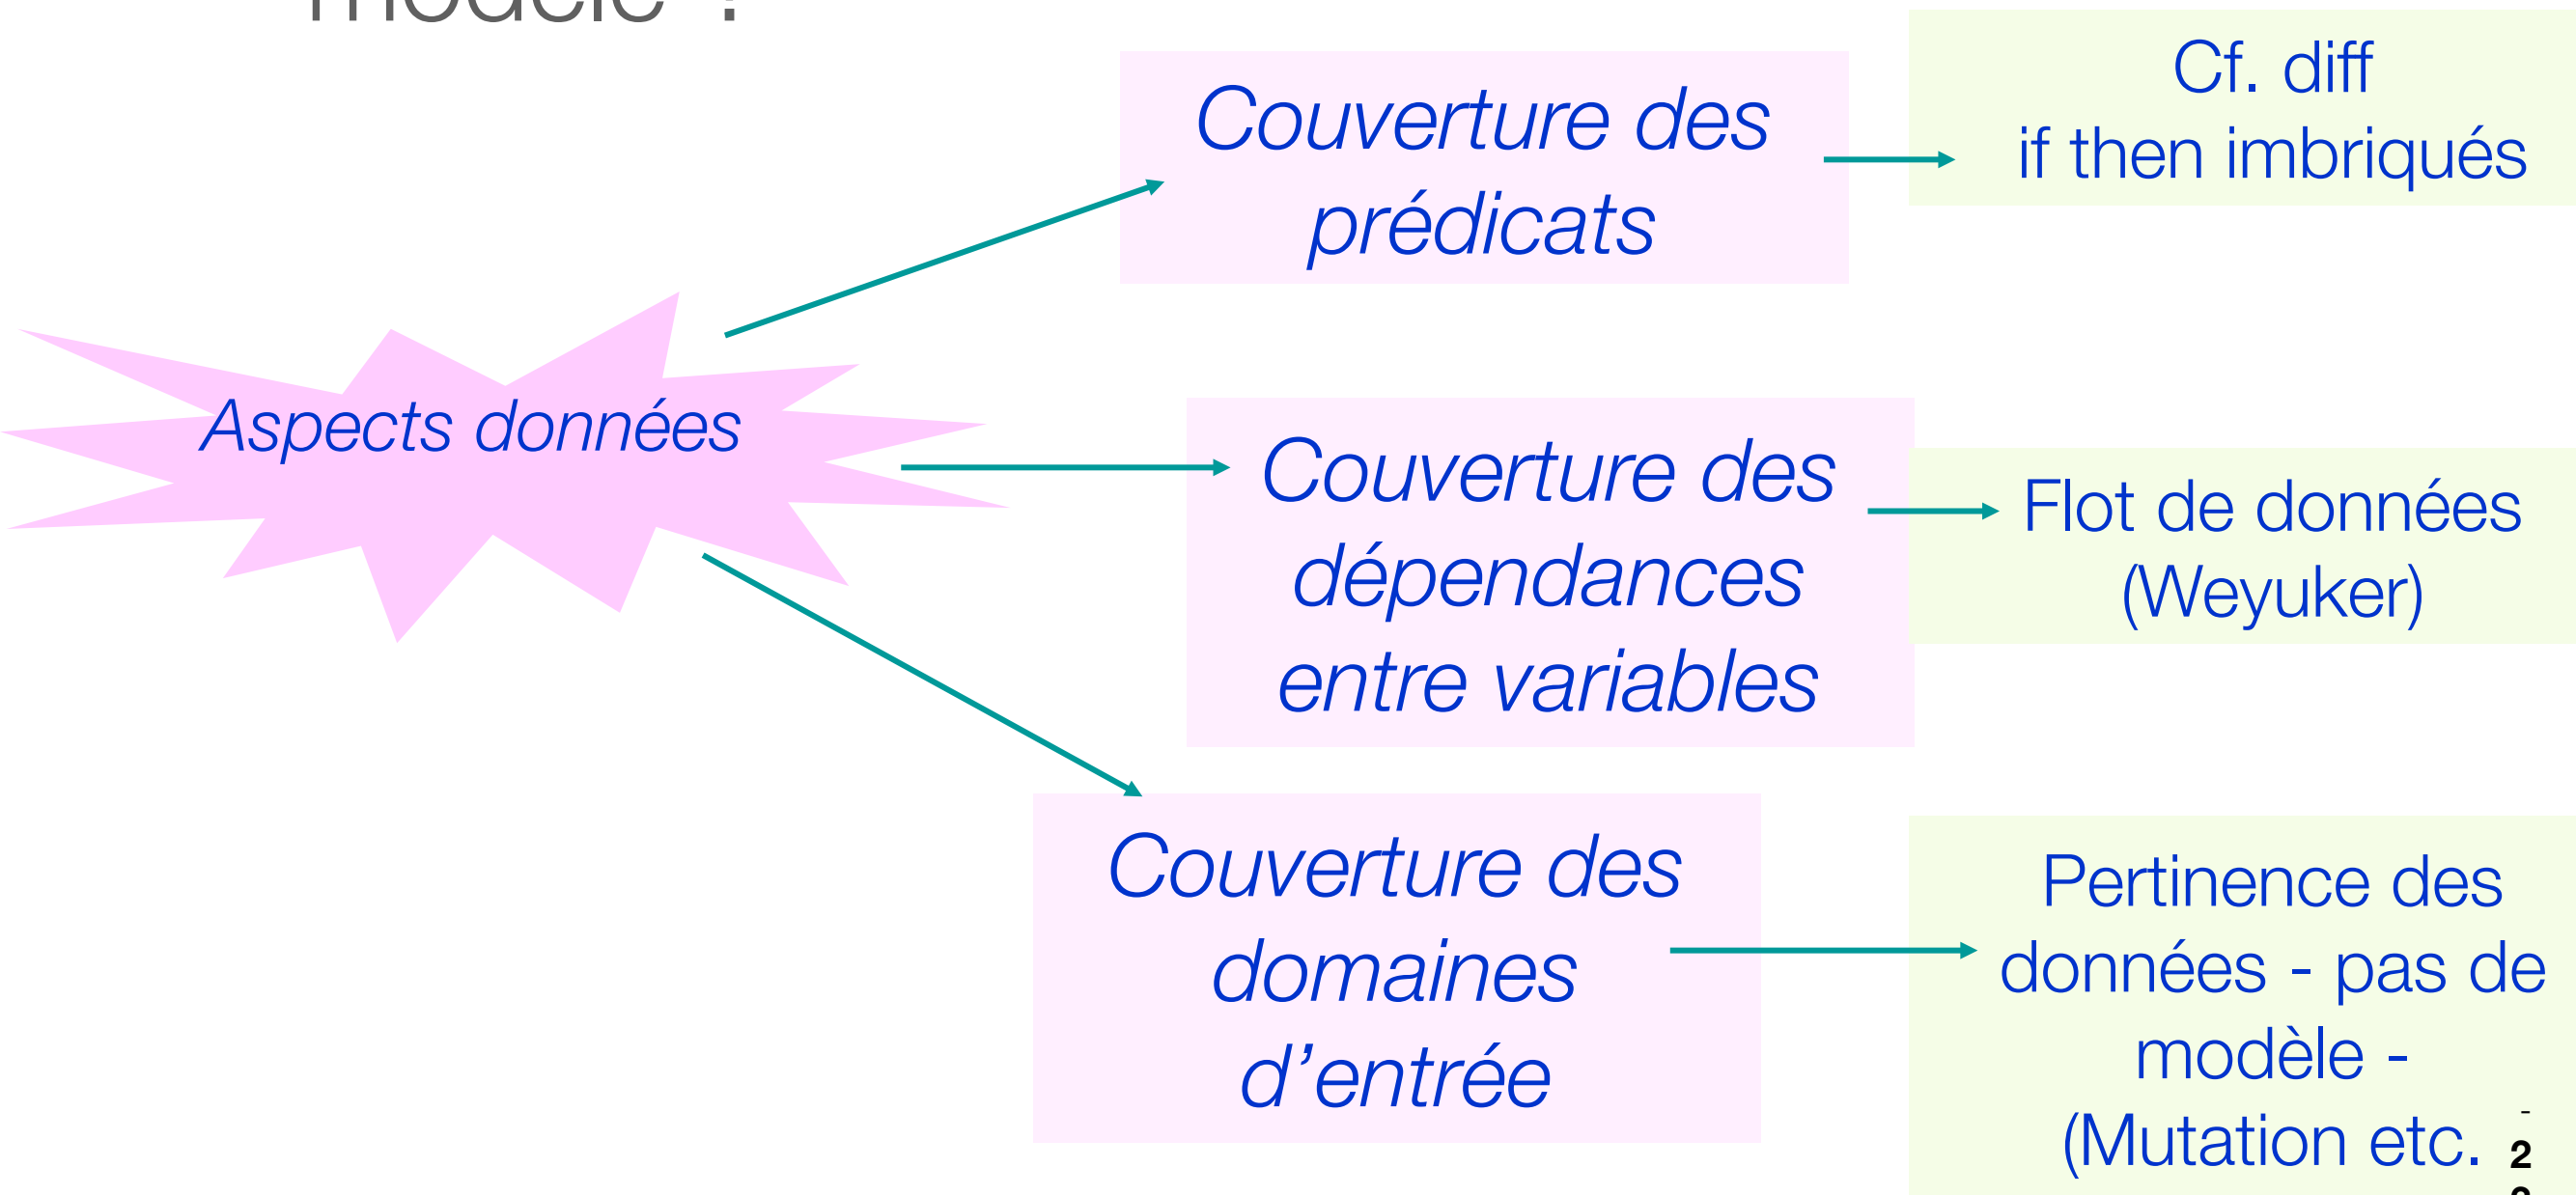 modèle ?
Couverture des
prédicats
Cf. diff
if then imbriqués
Aspects données
Couverture des
dépendances
entre variables
Flot de données
(Weyuker)
Couverture des
domaines
d’entrée
Pertinence des
données - pas de
modèle -
(Mutation etc.
-
2